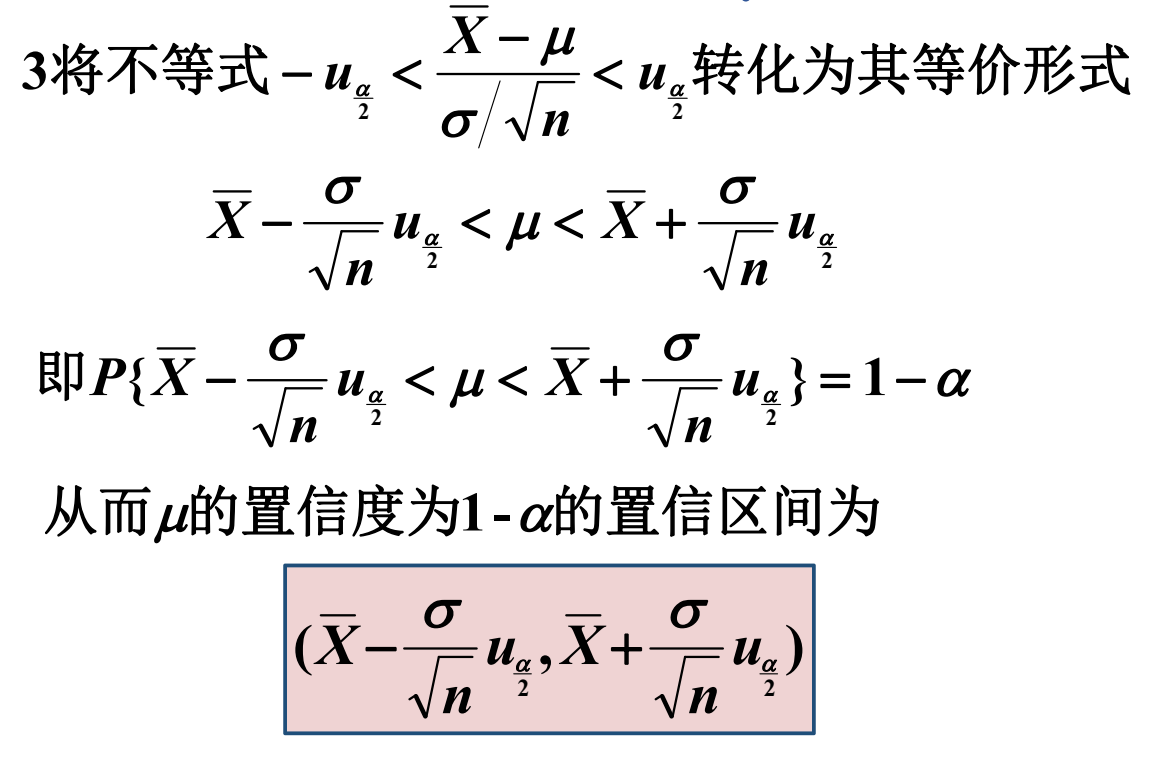 3将不等式 $-u_{\frac{\alpha}{2}} < \frac{\overline{X}-\mu}{\sigma/\sqrt{n}} < u_{\frac{\alpha}{2}}$ 转化为其等价形式
$\overline{X}-\frac{\sigma}{\sqrt{n}}u_{\frac{\alpha}{2}} < \mu < \overline{X}+\frac{\sigma}{\sqrt{n}}u_{\frac{\alpha}{2}}$
即 $P\{\overline{X}-\frac{\sigma}{\sqrt{n}}u_{\frac{\alpha}{2}} < \mu < \overline{X}+\frac{\sigma}{\sqrt{n}}u_{\frac{\alpha}{2}}\}=1-\alpha$
从而μ的置信度为1-α的置信区间为
$(\overline{X}-\frac{\sigma}{\sqrt{n}}u_{\frac{\alpha}{2}},\overline{X}+\frac{\sigma}{\sqrt{n}}u_{\frac{\alpha}{2}})$